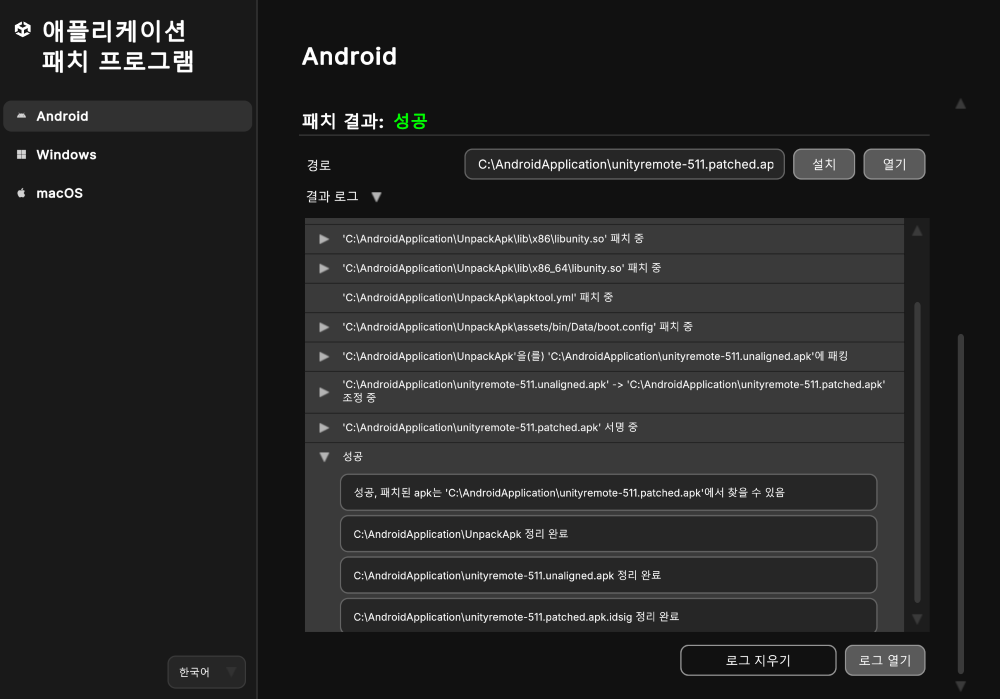 애플리케이션
패치 프로그램
Android
Windows
macOS
한국어
Android
패치 결과: 성공
경로
C:\AndroidApplication\unityremote-511.patched.ap
설치
열기
결과 로그
'C:\AndroidApplication\UnpackApk\lib\x86\libunity.so' 패치 중
'C:\AndroidApplication\UnpackApk\lib\x86_64\libunity.so' 패치 중
'C:\AndroidApplication\UnpackApk\apktool.yml' 패치 중
'C:\AndroidApplication\UnpackApk\assets/bin/Data/boot.config' 패치 중
'C:\AndroidApplication\UnpackApk'을(를) 'C:\AndroidApplication\unityremote-511.unaligned.apk'에 패킹
'C:\AndroidApplication\unityremote-511.unaligned.apk' -> 'C:\AndroidApplication\unityremote-511.patched.apk'
조정 중
'C:\AndroidApplication\unityremote-511.patched.apk' 서명 중
성공
성공, 패치된 apk는 'C:\AndroidApplication\unityremote-511.patched.apk'에서 찾을 수 있음
C:\AndroidApplication\UnpackApk 정리 완료
C:\AndroidApplication\unityremote-511.unaligned.apk 정리 완료
C:\AndroidApplication\unityremote-511.patched.apk.idsig 정리 완료
로그 지우기
로그 열기